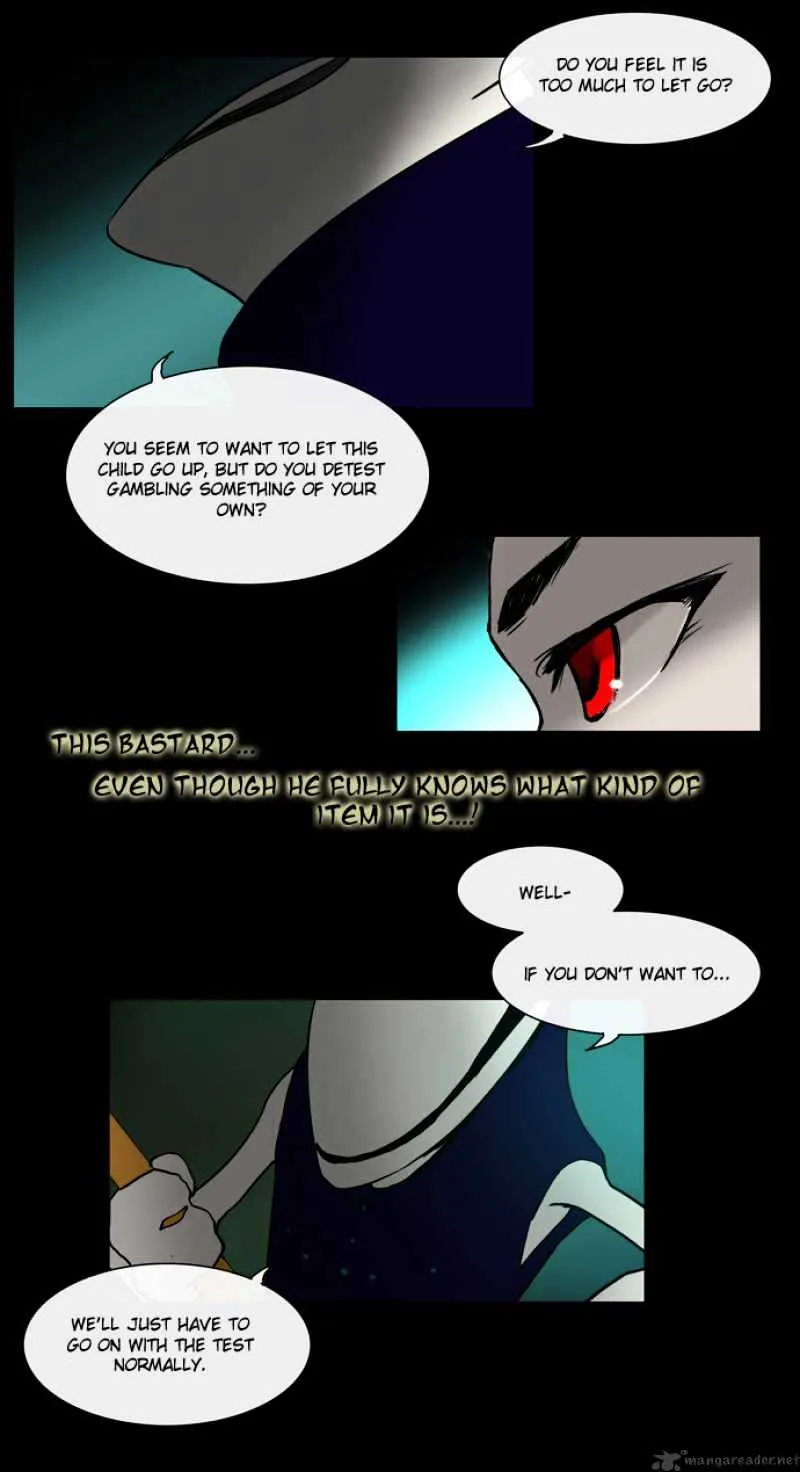 DO YOU FEEL IT IS
TOO MUCH TO LET GO?
YOU SEEM TO WANT TO LET THIS
CHILD GO UP, BUT DO YOU DETEST
GAMBLING SOMETHING OF YOUR
OWN?
THIS BASTARD...
EVEN THOUGH HE FULLY KNOWS WHAT KIND OF
ITEM IT IS...!
WELL-
IF YOU DON'T WANT TO...
WE'LL JUST HAVE TO
GO ON WITH THE TEST
NORMALLY.
mangareader.net